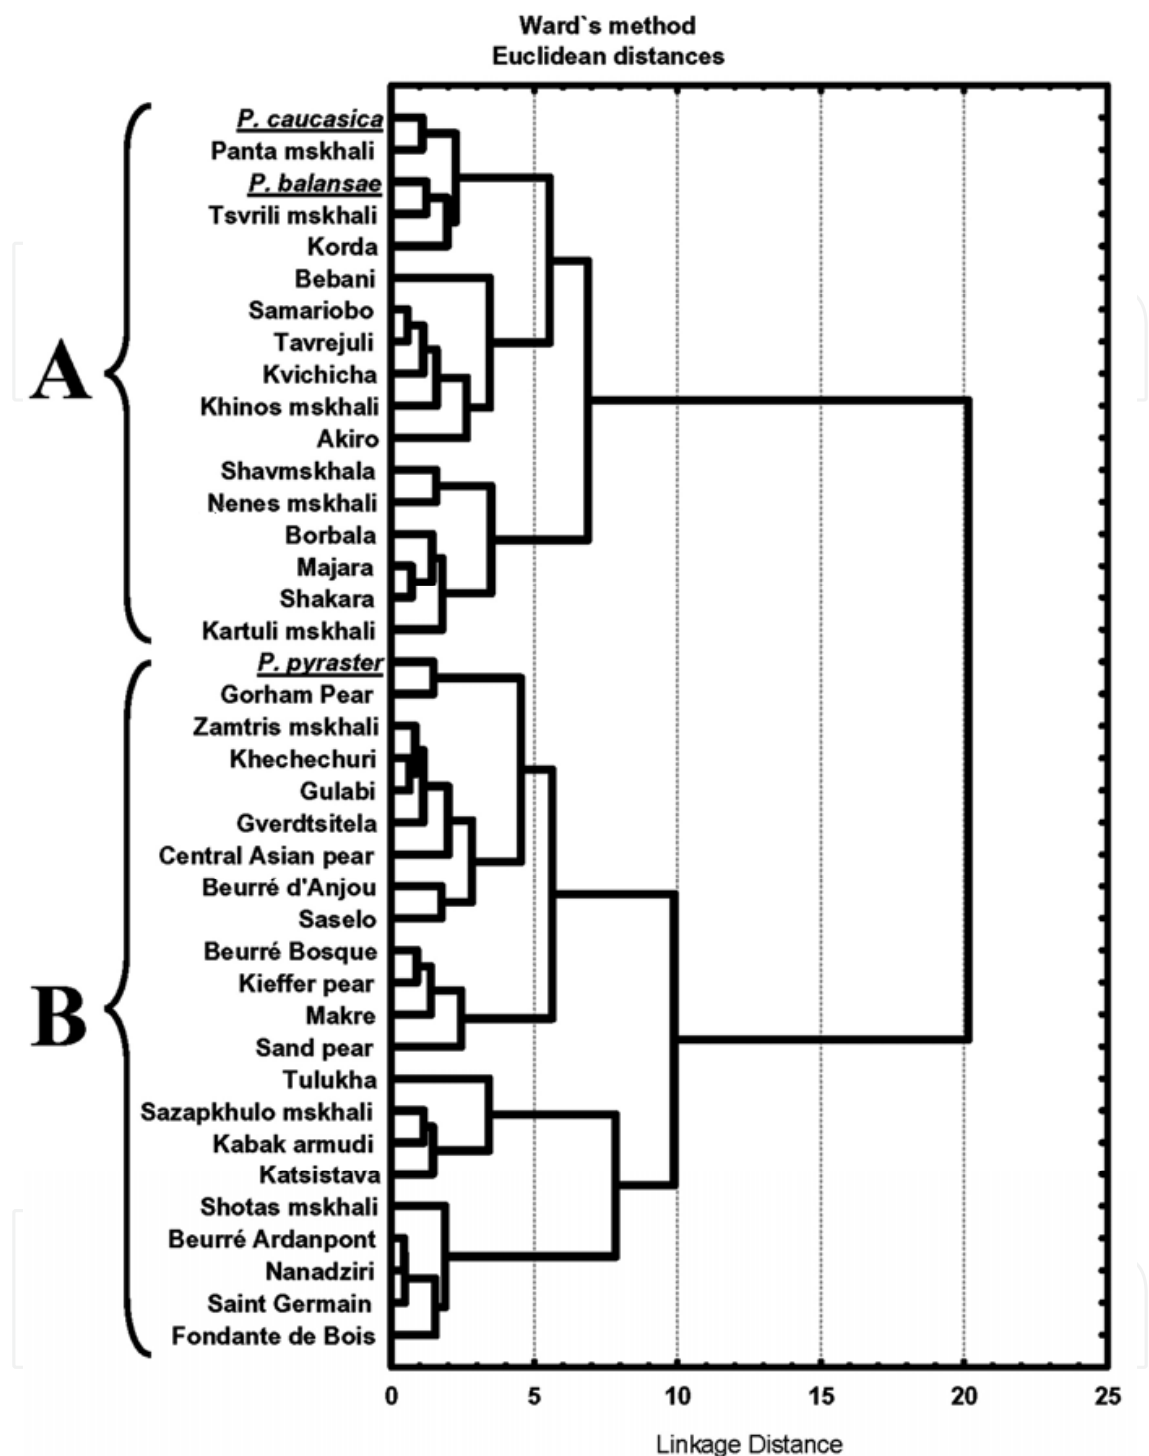 Ward`s method
Euclidean distances
P. caucasica
Panta mskhali
P. balansae
Tsvrili mskhali
Korda
Bebani
Samariobo
Tavrejuli
A
Kvichicha
Khinos mskhali
Akiro
Shavmskhala
Nenes mskhali
Borbala
Majara
Shakara
Kartuli mskhali
P. pyraster
Gorham Pear
Zamtris mskhali
Khechechuri
Gulabi
Gverdtsitela
Central Asian pear
Beurré d'Anjou
Saselo
Beurré Bosque
Kieffer pear
B
Makre
Sand pear
Tulukha
Sazapkhulo mskhali
Kabak armudi
Katsistava
Shotas mskhali
Beurré Ardanpont
Nanadziri
Saint Germain
Fondante de Bois
0 5 10 15 20 25
Linkage Distance